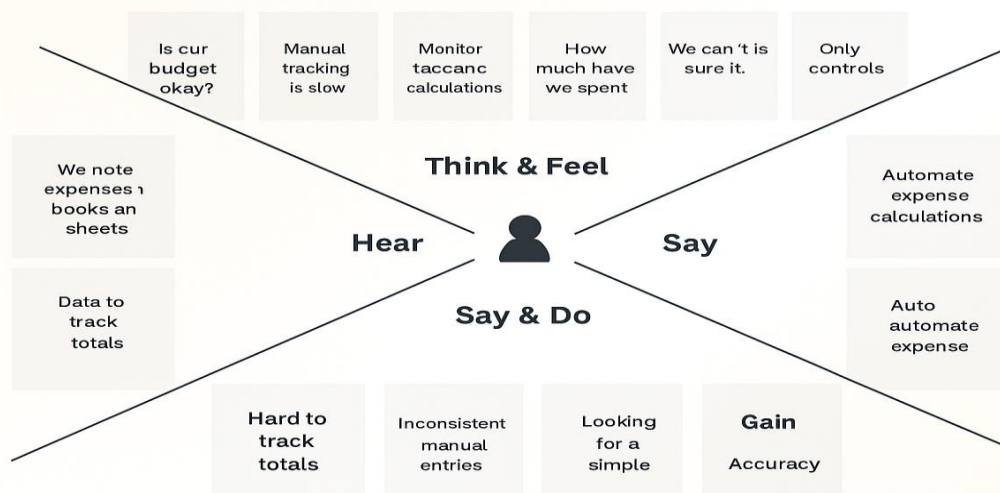 Is cur
budget
okay?
Manual
tracking
is slow
Monitor
taccanc
calculations
How
much have
we spent
We can ‘t is
sure it.
Only
controls
Think & Feel
We note
expenses
books an
sheets
Data to
track
totals
Hear
Say
Automate
expense
calculations
Auto
automate
expense
Say & Do
Hard to
track
totals
Inconsistent
manual
entries
Looking
for a
simple
Gain
Accuracy